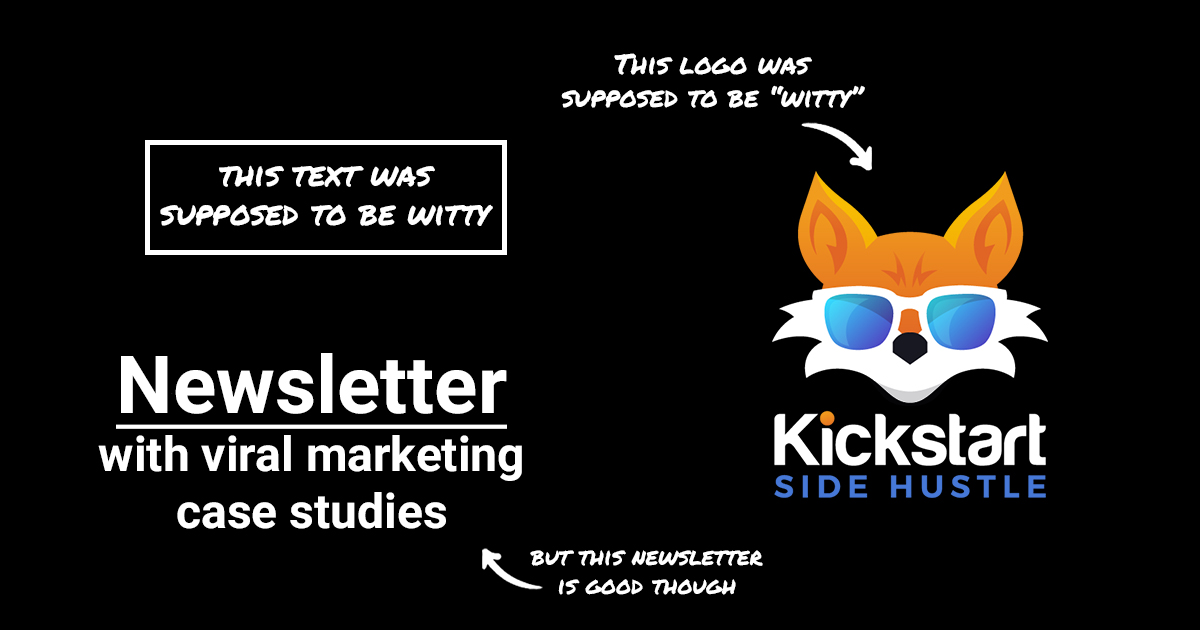 THIS LOGO WAS
SUPPOSED TO BE “WITTY”
THIS TEXT WAS
SUPPOSED TO BE WITTY
Newsletter
with viral marketing
case studies
Kickstart
SIDE HUSTLE
BUT THIS NEWSLETTER
IS GOOD THOUGH